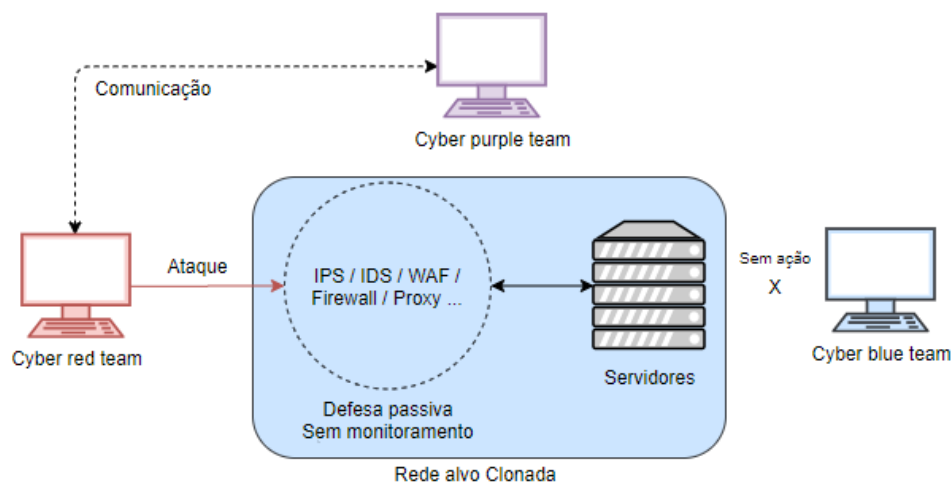 Comunicação
Cyber purple team
Ataque
IPS / IDS / WAF /
Firewall / Proxy ...
Sem ação
X
Cyber red team
Servidores
Cyber blue team
Defesa passiva
Sem monitoramento
Rede alvo Clonada